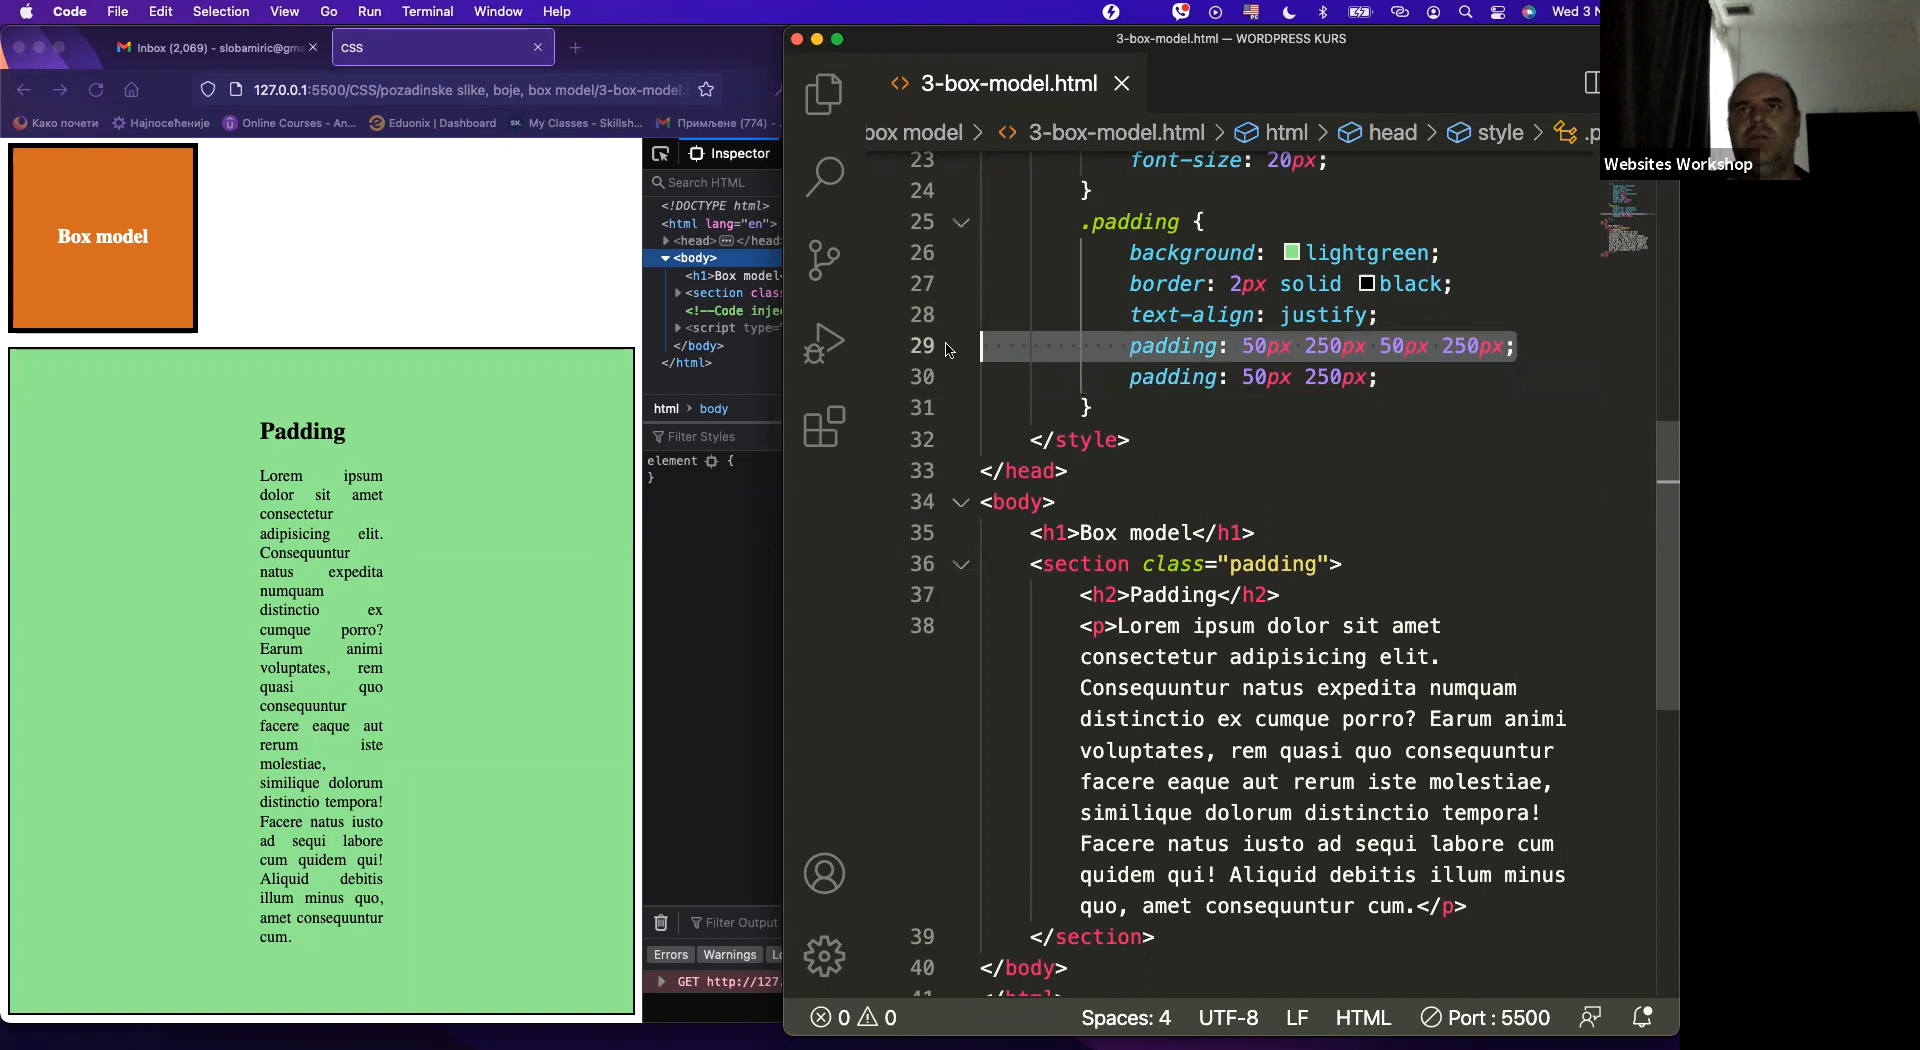 Code File Edit Selection View Go Run Terminal Window Help
Wed 3 N
Inbox (2,069) - slobamiric@gma
CSS
127.0.0.1:5500/CSS/pozadinske slike, boje, box model/3-box-model.
Како почети Најпосећеније Online Courses - An... Eduonix | Dashboard My Classes - Skillsh... Примљене (774) -
Box model
Padding
Lorem ipsum
dolor sit amet
consectetur
adipisicing elit.
Consequuntur
natus expedita
numquam
distinctio ex
cumque porro?
Earum animi
voluptates, rem
quasi quo
consequuntur
facere eaque aut
rerum iste
molestiae,
similique dolorum
distinctio tempora!
Facere natus iusto
ad sequi labore
cum quidem qui!
Aliquid debitis
illum minus quo,
amet consequuntur
cum.
Inspector
Search HTML
<!DOCTYPE html>
<html lang="en">
<head></head>
<body>
<h1>Box model
<section clas
<!--Code inje
<script type="
</body>
</html>
html > body
Filter Styles
element {
}
Filter Output
Errors Warnings Lo
GET http://127.
3-box-model.html — WORDPRESS KURS
3-box-model.html
box model > 3-box-model.html > html > head > style > .p
23 font-size: 20px;
24 }
25 .padding {
26 background: lightgreen;
27 border: 2px solid black;
28 text-align: justify;
29 padding: 50px 250px 50px 250px;
30 padding: 50px 250px;
31 }
32 </style>
33 </head>
34 <body>
35 <h1>Box model</h1>
36 <section class="padding">
37 <h2>Padding</h2>
38 <p>Lorem ipsum dolor sit amet
consectetur adipisicing elit.
Consequuntur natus expedita numquam
distinctio ex cumque porro? Earum animi
voluptates, rem quasi quo consequuntur
facere eaque aut rerum iste molestiae,
similique dolorum distinctio tempora!
Facere natus iusto ad sequi labore cum
quidem qui! Aliquid debitis illum minus
quo, amet consequuntur cum.</p>
39 </section>
40 </body>
41 </html>
0 0 Spaces: 4 UTF-8 LF HTML Port : 5500
Websites Workshop